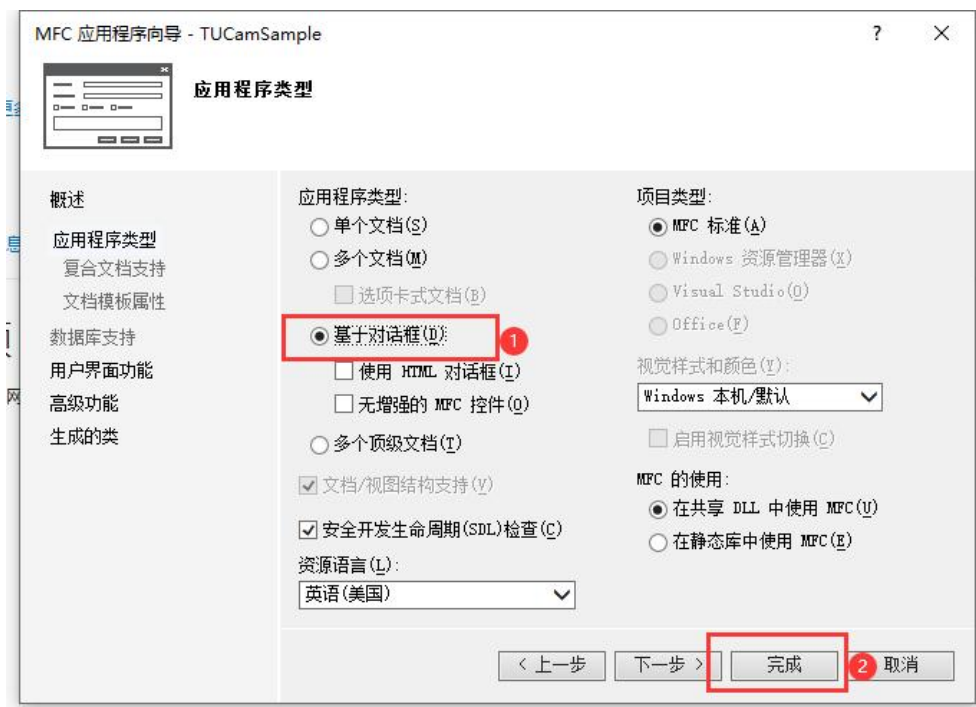 MFC 应用程序向导 - TUCamSample
? ×
应用程序类型
概述
应用程序类型
复合文档支持
文档模板属性
数据库支持
用户界面功能
高级功能
生成的类
应用程序类型:
单个文档(S)
多个文档(M)
选项卡式文档(B)
基于对话框(D)
1
使用 HTML 对话框(I)
无增强的 MFC 控件(O)
多个顶级文档(T)
文档/视图结构支持(V)
安全开发生命周期(SDL)检查(C)
资源语言(L):
英语(美国)
项目类型:
MFC 标准(A)
Windows 资源管理器(X)
Visual Studio(O)
Office(F)
视觉样式和颜色(Y):
Windows 本机/默认
启用视觉样式切换(C)
MFC 的使用:
在共享 DLL 中使用 MFC(U)
在静态库中使用 MFC(E)
< 上一步
下一步 >
完成
2
取消
息
网